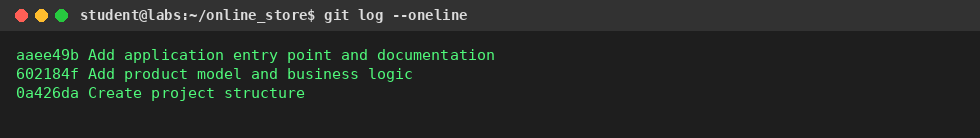 student@labs:~/online_store$ git log --oneline
aaee49b Add application entry point and documentation
602184f Add product model and business logic
0a426da Create project structure